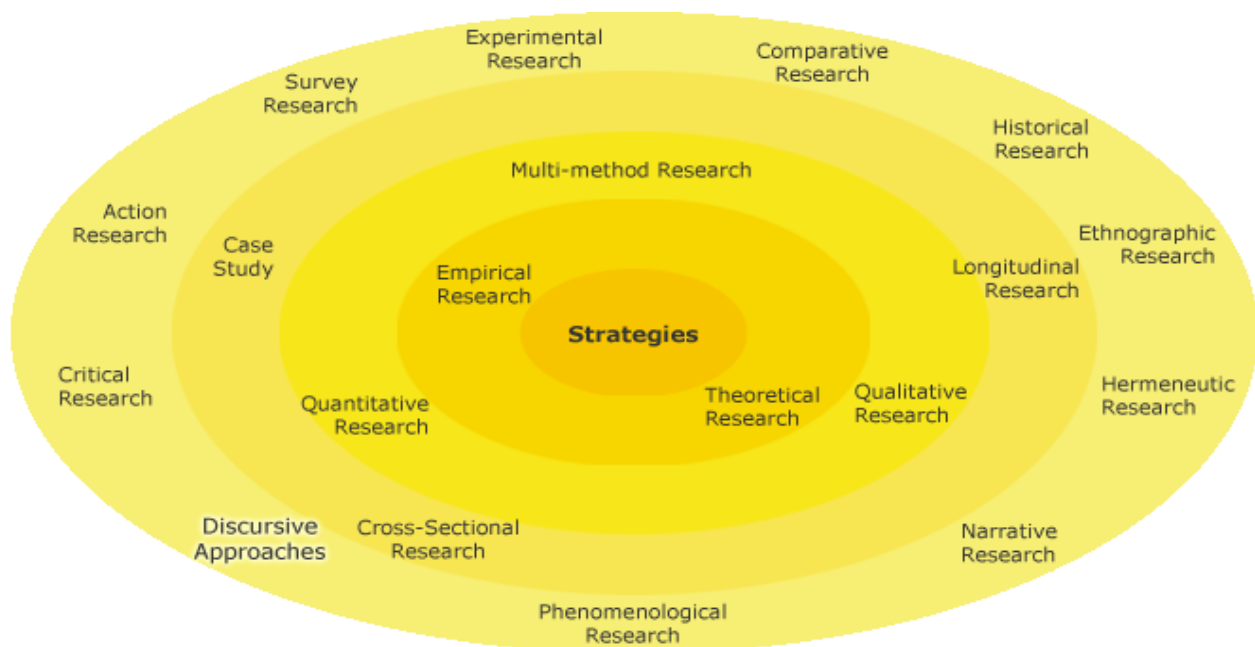 Experimental
Research
Comparative
Research
Survey
Research
Historical
Research
Multi-method Research
Action
Research
Ethnographic
Research
Case
Study
Empirical
Research
Longitudinal
Research
Strategies
Critical
Research
Quantitative
Research
Theoretical
Research
Qualitative
Research
Hermeneutic
Research
Discursive
Approaches
Cross-Sectional
Research
Narrative
Research
Phenomenological
Research